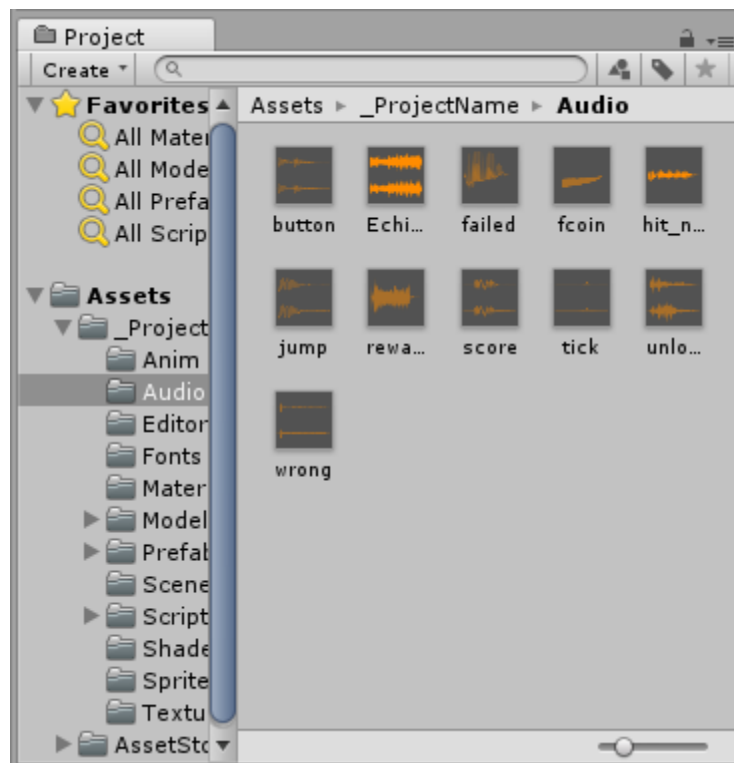 Project
Create
Favorites
All Mater
All Mode
All Prefa
All Scrip
Assets
_Project
Anim
Audio
Editor
Fonts
Mater
Model
Prefab
Scene
Script
Shade
Sprite
Textu
AssetSto
Assets ▸ _ProjectName ▸ Audio
button Echi... failed fcoin hit_n...
jump rewa... score tick unlo...
wrong